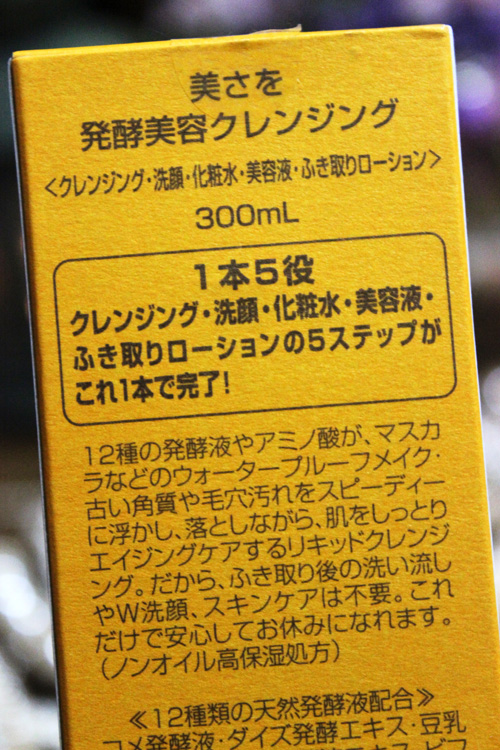 美さを
発酵美容クレンジング
<クレンジング・洗顔・化粧水・美容液・ふき取りローション>
300mL
1本5役
クレンジング・洗顔・化粧水・美容液・
ふき取りローションの5ステップが
これ1本で完了!
12種の発酵液やアミノ酸が、マスカ
ラなどのウォータープルーフメイク・
古い角質や毛穴汚れをスピーディー
に浮かし、落としながら、肌をしっとり
エイジングケアするリキッドクレンジ
ング。だから、ふき取り後の洗い流し
やW洗顔、スキンケアは不要。これ
だけで安心してお休みになれます。
(ノンオイル高保湿処方)
≪12種類の天然発酵液配合≫
コメ発酵液・ダイズ発酵エキス・豆乳